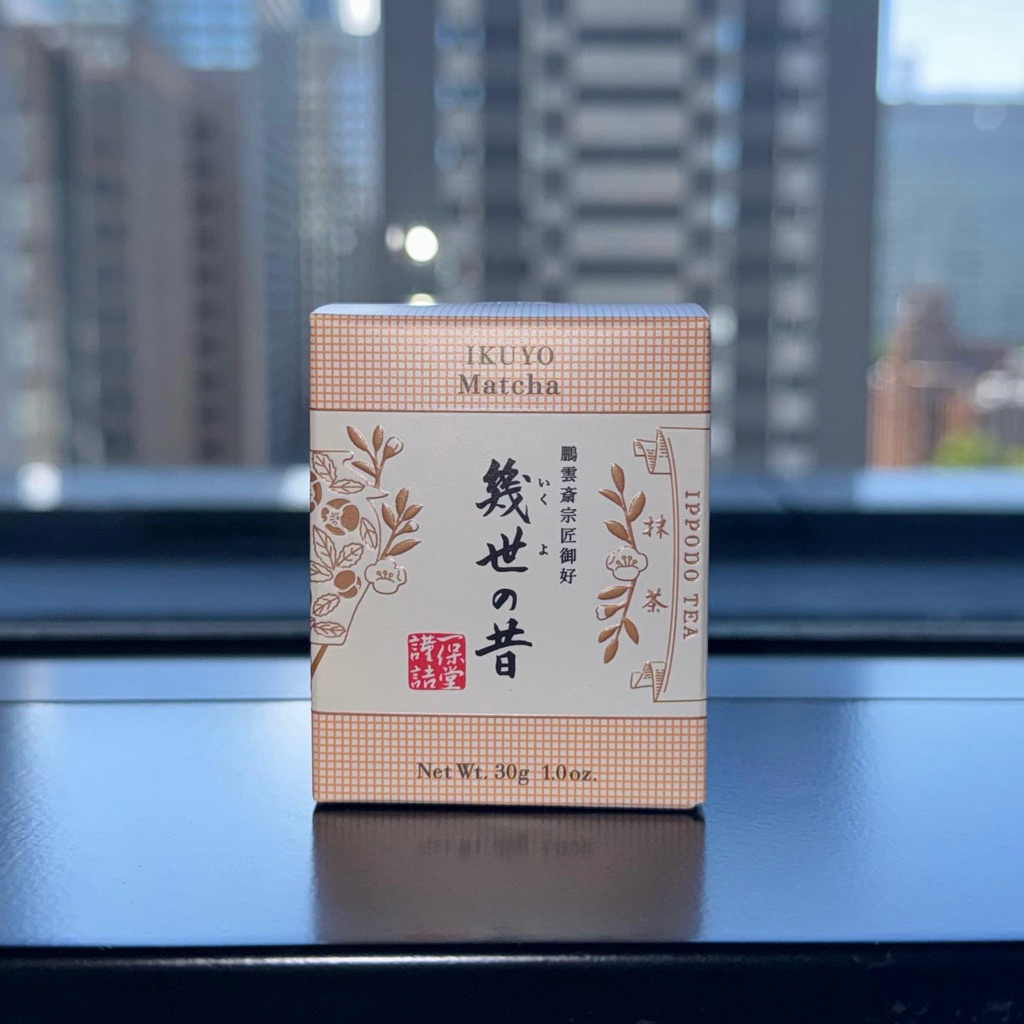 IKUYO
Matcha
鵬雲斎宗匠御好
幾世の昔
いくよ
一保堂
謹詰
抹茶
IPPODO TEA
Net Wt. 30g 1.0oz.